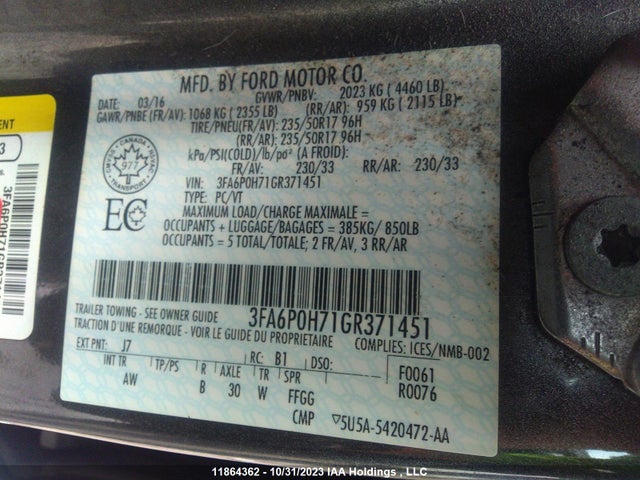 MFD. BY FORD MOTOR CO.
DATE: 03/16 GVWR/PNBV: 2023 KG ( 4460 LB)
GAWR/PNBE (FR/AV): 1068 KG ( 2355 LB) (RR/AR): 959 KG ( 2115 LB)
TIRE/PNEU(FR/AV): 235/50R17 96H
(RR/AR): 235/50R17 96H
kPa/PSI(COLD)/lb/po² (A FROID):
FR/AV: 230/33 RR/AR: 230/33
VIN: 3FA6P0H71GR371451
TYPE: PC/VT
MAXIMUM LOAD/CHARGE MAXIMALE =
OCCUPANTS + LUGGAGE/BAGAGES = 385KG/ 850LB
OCCUPANTS = 5 TOTAL/TOTALE; 2 FR/AV, 3 RR/AR
CANADA
TRANSPORT
977
EC
3FA6P0H71GR371451
TRAILER TOWING - SEE OWNER GUIDE
TRACTION D'UNE REMORQUE - VOIR LE GUIDE DU PROPRIETAIRE
COMPLIES: ICES/NMB-002
EXT PNT: J7 RC: B1 DSO: F0061
INT TR TP/PS R AXLE TR SPR R0076
AW B 30 W FFGG
CMP 5U5A-5420472-AA
ENT
3
11864362 - 10/31/2023 IAA Holdings , LLC